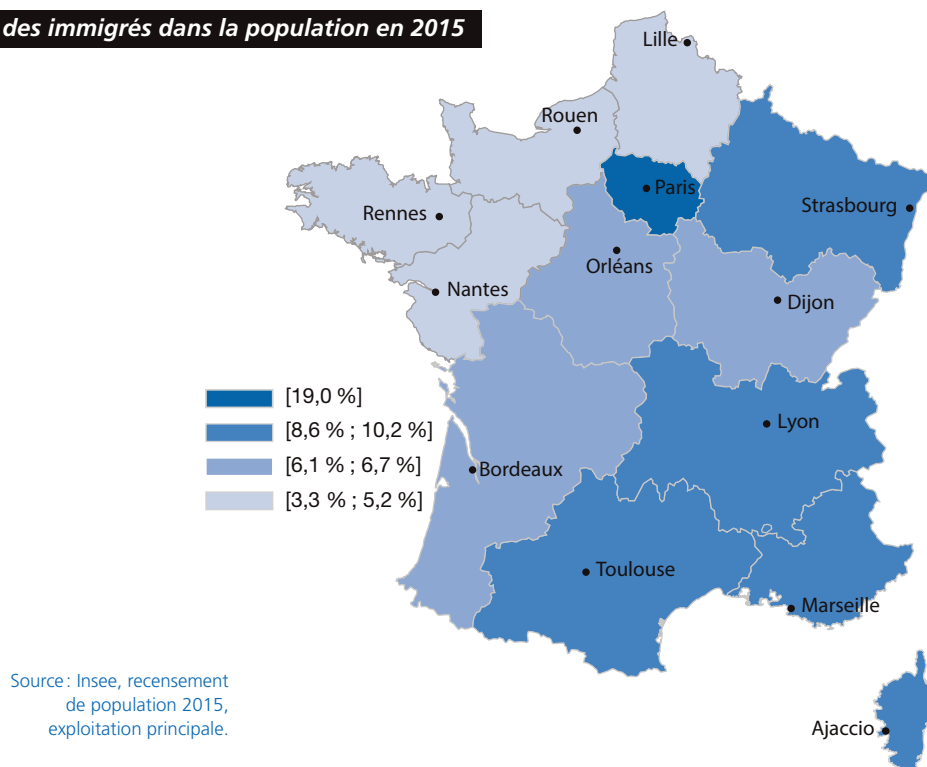 des immigrés dans la population en 2015
Lille
Rouen
Paris
Strasbourg
Rennes
Orléans
Nantes
Dijon
[19,0 %]
[8,6 % ; 10,2 %]
[6,1 % ; 6,7 %]
[3,3 % ; 5,2 %]
Lyon
Bordeaux
Toulouse
Marseille
Source : Insee, recensement
de population 2015,
exploitation principale.
Ajaccio